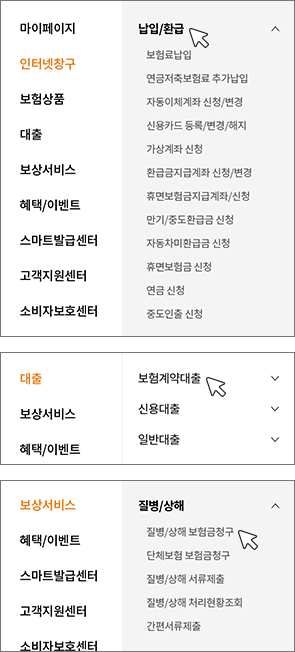 마이페이지
인터넷창구
보험상품
대출
보상서비스
혜택/이벤트
스마트발급센터
고객지원센터
소비자보호센터
납입/환급
보험료납입
연금저축보험료 추가납입
자동이체계좌 신청/변경
신용카드 등록/변경/해지
가상계좌 신청
환급금지급계좌 신청/변경
휴면보험금지급계좌/신청
만기/중도환급금 신청
자동차미환급금 신청
휴면보험금 신청
연금 신청
중도인출 신청
대출
보상서비스
혜택/이벤트
보험계약대출
신용대출
일반대출
보상서비스
혜택/이벤트
스마트발급센터
고객지원센터
소비자보호센터
질병/상해
질병/상해 보험금청구
단체보험 보험금청구
질병/상해 서류제출
질병/상해 처리현황조회
간편서류제출